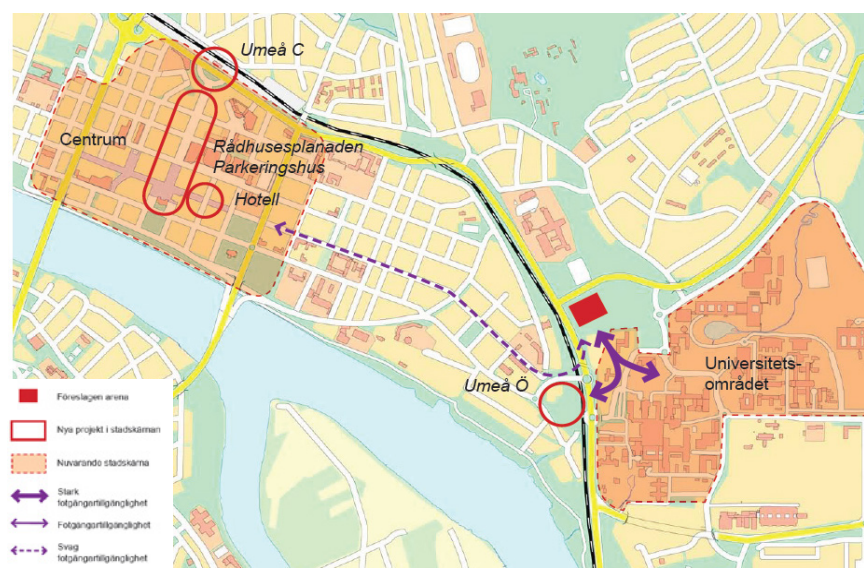 Umeå C
Centrum
Rådhusesplanaden
Parkeringshus
Hotell
Umeå Ö
Universitets-
området
Föreslagen arena
Nya projekt i stadskärnan
Nuvarande stadskärna
Stark
fotgängartillgänglighet
Fotgängartillgänglighet
Svag
fotgängartillgänglighet